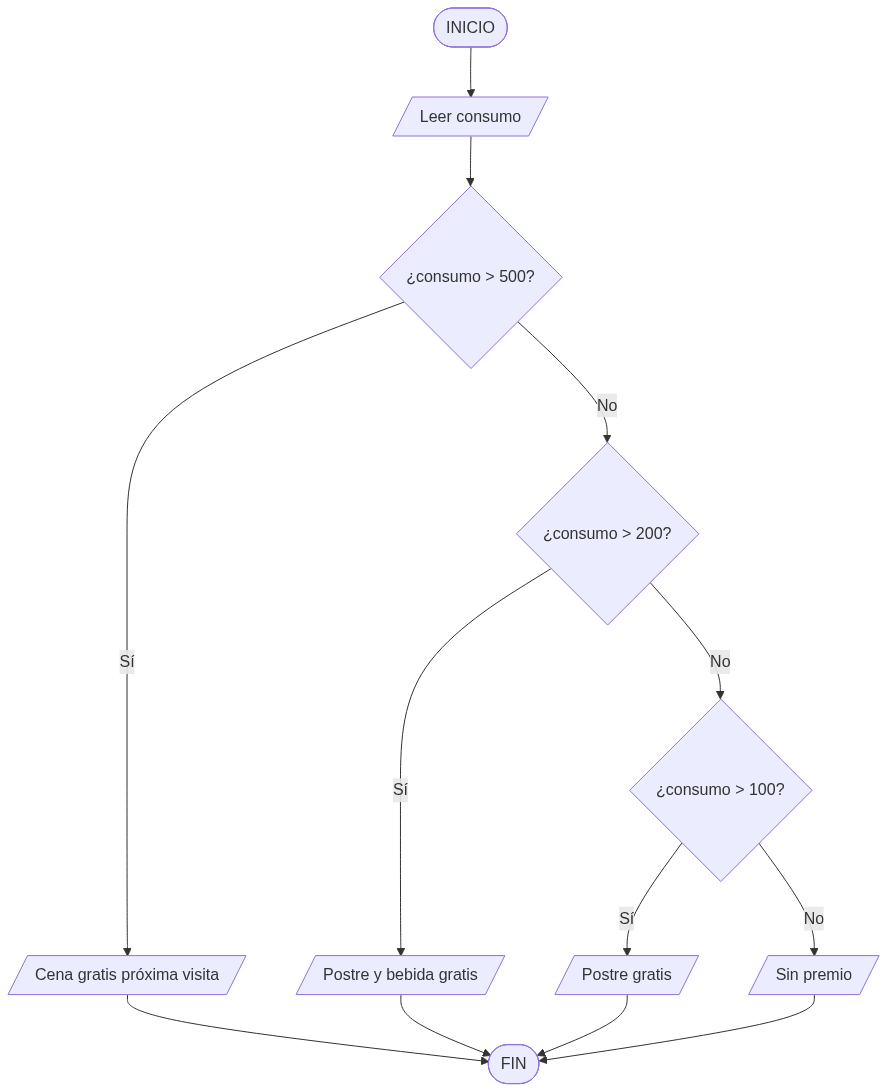 INICIO
Leer consumo
¿consumo > 500?
No
¿consumo > 200?
Sí
No
Sí
¿consumo > 100?
Sí
No
Cena gratis próxima visita
Postre y bebida gratis
Postre gratis
Sin premio
FIN